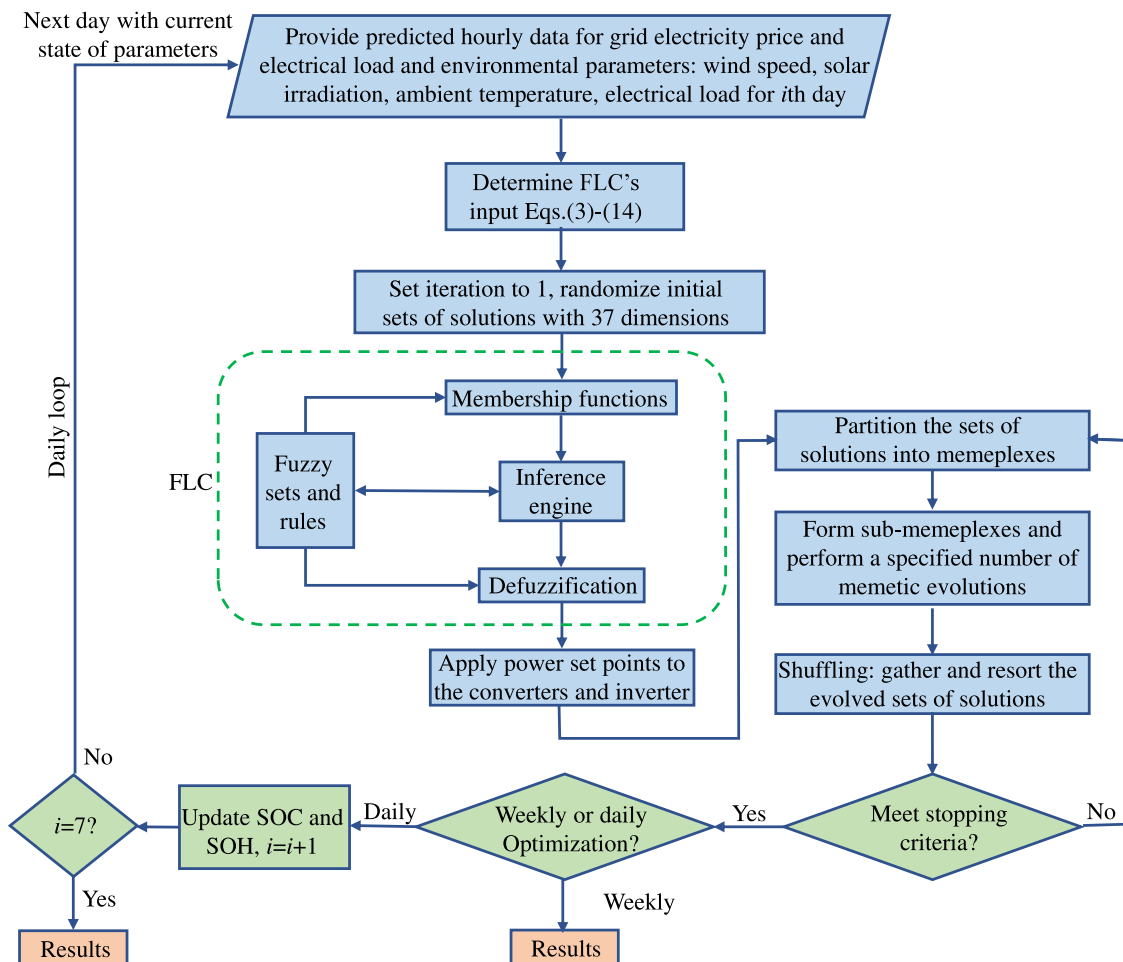 Next day with current
state of parameters
Provide predicted hourly data for grid electricity price and
electrical load and environmental parameters: wind speed, solar
irradiation, ambient temperature, electrical load for ith day
Determine FLC's
input Eqs.(3)-(14)
Set iteration to 1, randomize initial
sets of solutions with 37 dimensions
Daily loop
FLC
Membership functions
Fuzzy
sets and
rules
Inference
engine
Defuzzification
Apply power set points to
the converters and inverter
Partition the sets of
solutions into memeplexes
Form sub-memeplexes and
perform a specified number of
memetic evolutions
Shuffling: gather and resort the
evolved sets of solutions
Meet stopping
criteria?
No
Yes
Weekly or daily
Optimization?
Daily
Weekly
Results
Update SOC and
SOH, i=i+1
i=7?
No
Yes
Results